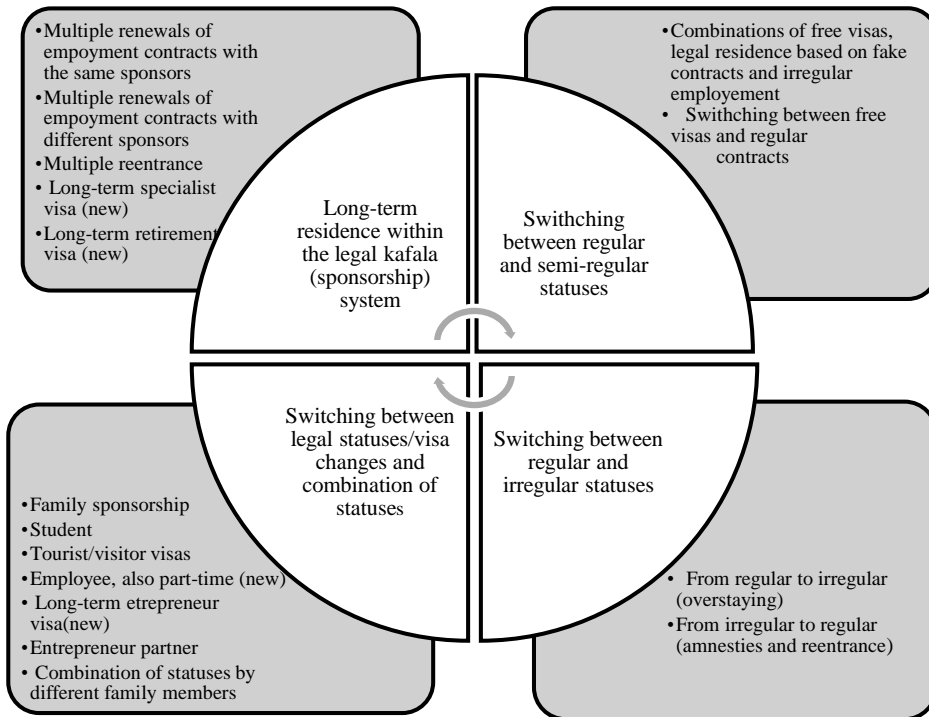 •Multiple renewals of
empoyment contracts with
the same sponsors
•Multiple renewals of
empoyment contracts with
different sponsors
•Multiple reentrance
• Long-term specialist
visa (new)
•Long-term retirement
visa (new)
•Combinations of free visas,
legal residence based on fake
contracts and irregular
employement
• Swithching between free
visas and regular
contracts
Long-term
residence within
the legal kafala
(sponsorship)
system
Swithching
between regular
and semi-regular
statuses
Switching between
legal statuses/visa
changes and
combination of
statuses
Switching between
regular and
irregular statuses
•Family sponsorship
•Student
•Tourist/visitor visas
•Employee, also part-time (new)
• Long-term etrepreneur
visa(new)
•Entrepreneur partner
• Combination of statuses by
different family members
• From regular to irregular
(overstaying)
•From irregular to regular
(amnesties and reentrance)